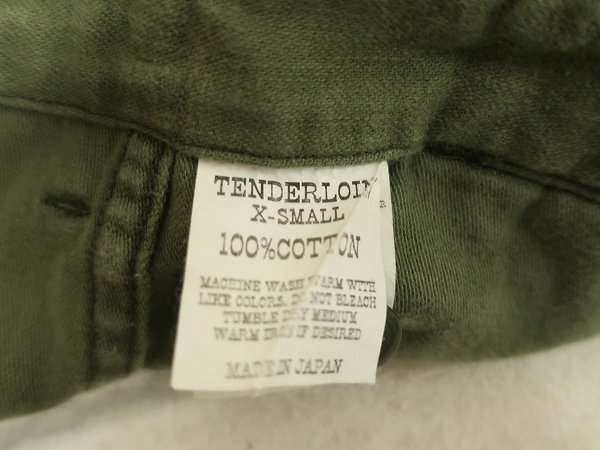 TENDERLOIN
X-SMALL
100%COTTON
MACHINE WASH WARM WITH
LIKE COLORS. DO NOT BLEACH
TUMBLE DRY MEDIUM
WARM IRON IF DESIRED
MADE IN JAPAN